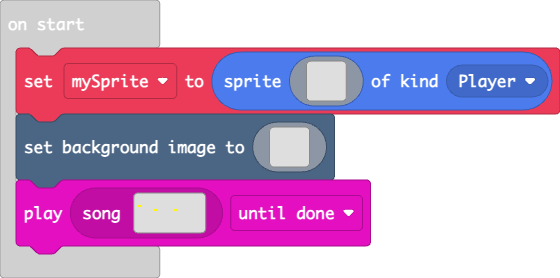 on start
set mySprite to sprite of kind Player
set background image to
play song until done